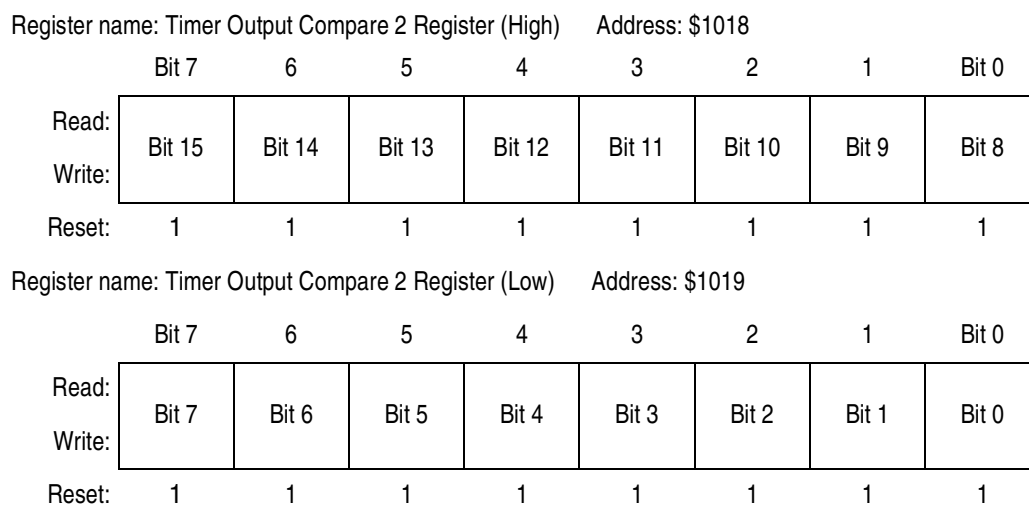 Register name: Timer Output Compare 2 Register (High) Address: $1018
Bit 7 6 5 4 3 2 1 Bit 0
Read:
Bit 15 Bit 14 Bit 13 Bit 12 Bit 11 Bit 10 Bit 9 Bit 8
Write:
Reset: 1 1 1 1 1 1 1 1
Register name: Timer Output Compare 2 Register (Low) Address: $1019
Bit 7 6 5 4 3 2 1 Bit 0
Read:
Bit 7 Bit 6 Bit 5 Bit 4 Bit 3 Bit 2 Bit 1 Bit 0
Write:
Reset: 1 1 1 1 1 1 1 1